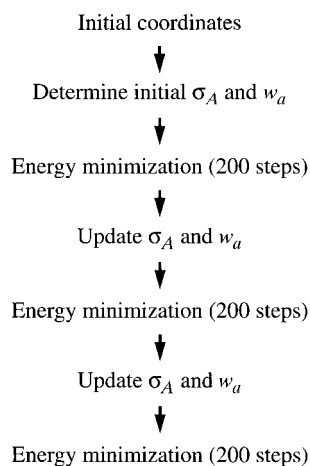 Initial coordinates
Determine initial σA and wa
Energy minimization (200 steps)
Update σA and wa
Energy minimization (200 steps)
Update σA and wa
Energy minimization (200 steps)